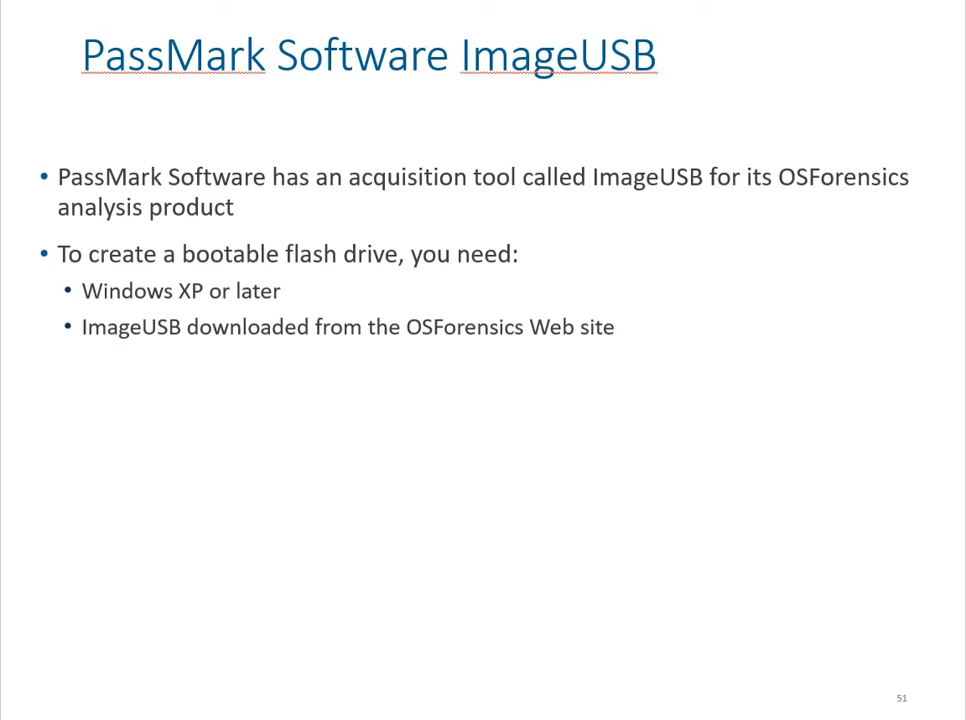 PassMark Software ImageUSB
• PassMark Software has an acquisition tool called ImageUSB for its OSForensics
analysis product
• To create a bootable flash drive, you need:
• Windows XP or later
• ImageUSB downloaded from the OSForensics Web site
51